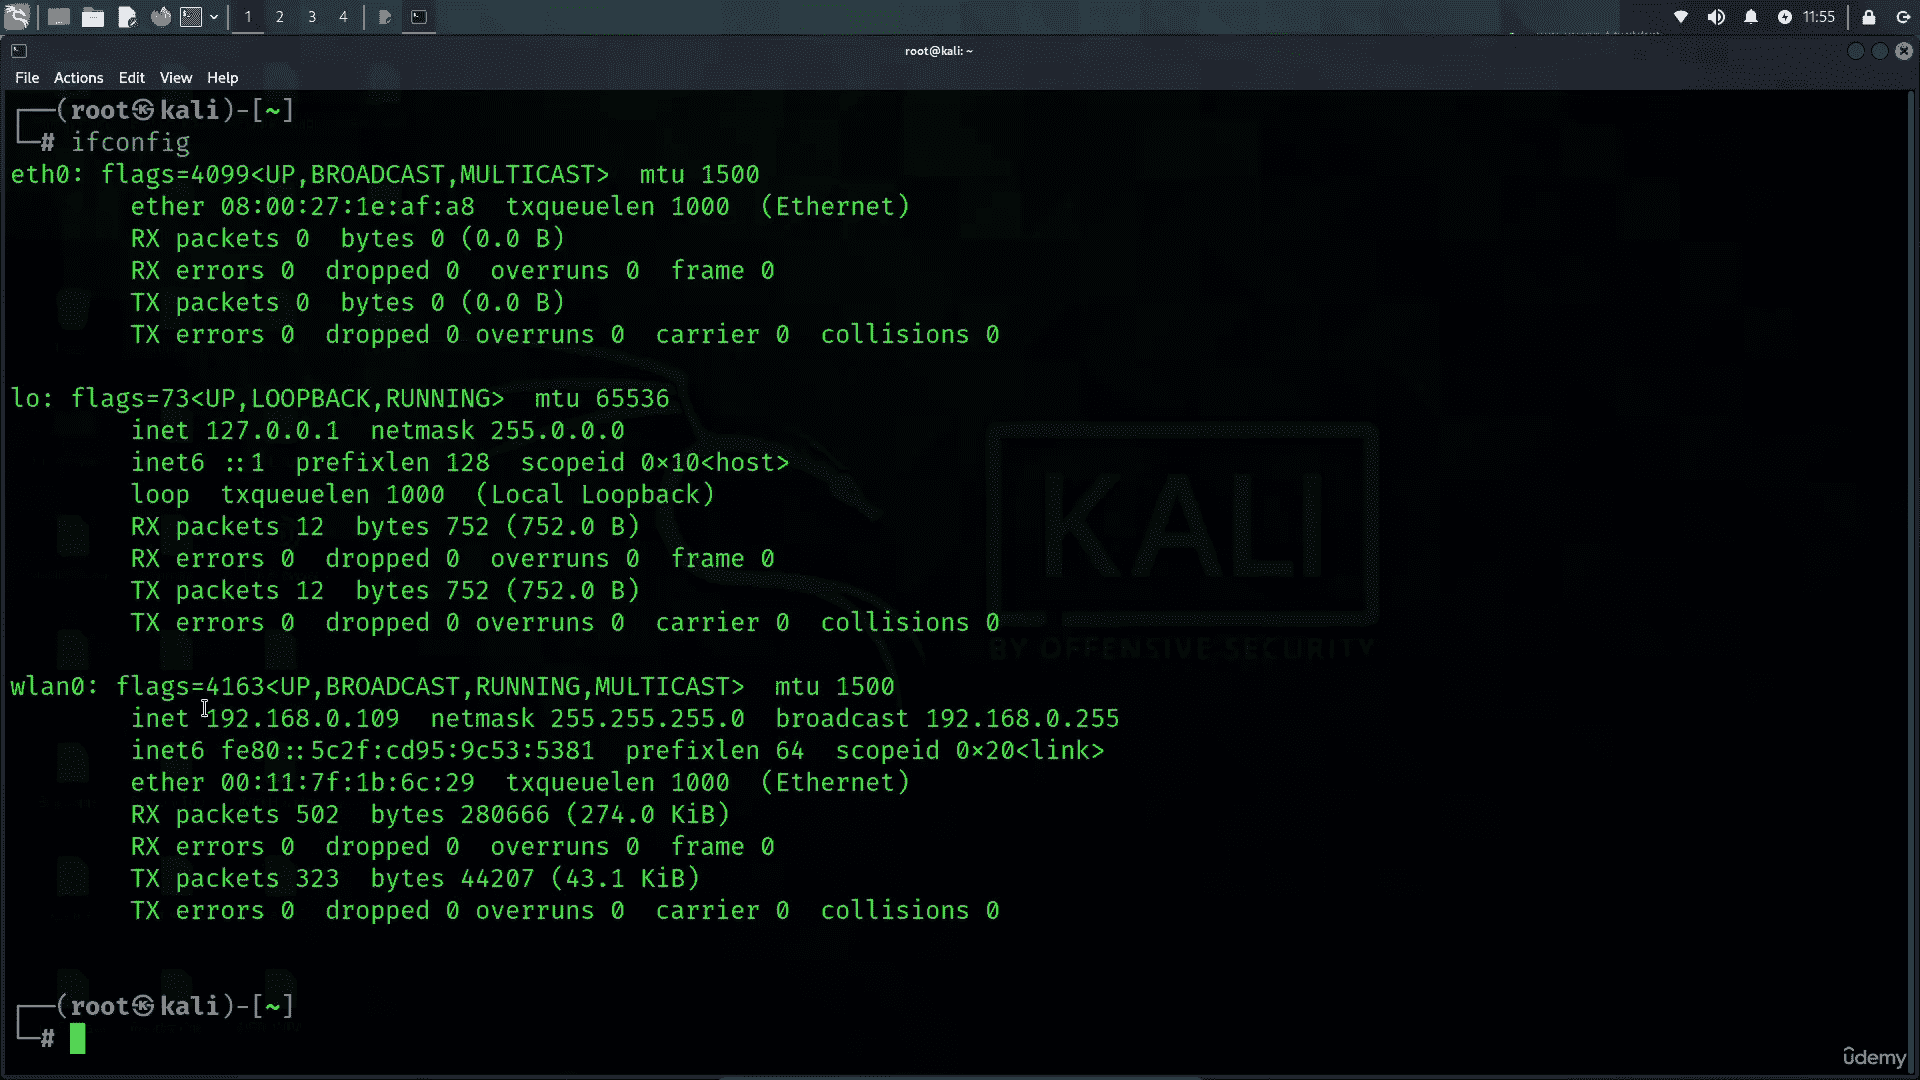 1 2 3 4 11:55
root@kali: ~
File Actions Edit View Help
┌──(root㉿kali)-[~]
└─# ifconfig
eth0: flags=4099<UP,BROADCAST,MULTICAST>  mtu 1500
        ether 08:00:27:1e:af:a8  txqueuelen 1000  (Ethernet)
        RX packets 0  bytes 0 (0.0 B)
        RX errors 0  dropped 0  overruns 0  frame 0
        TX packets 0  bytes 0 (0.0 B)
        TX errors 0  dropped 0 overruns 0  carrier 0  collisions 0
lo: flags=73<UP,LOOPBACK,RUNNING>  mtu 65536
        inet 127.0.0.1  netmask 255.0.0.0
        inet6 ::1  prefixlen 128  scopeid 0×10<host>
        loop  txqueuelen 1000  (Local Loopback)
        RX packets 12  bytes 752 (752.0 B)
        RX errors 0  dropped 0  overruns 0  frame 0
        TX packets 12  bytes 752 (752.0 B)
        TX errors 0  dropped 0 overruns 0  carrier 0  collisions 0
KALI
BY OFFENSIVE SECURITY
wlan0: flags=4163<UP,BROADCAST,RUNNING,MULTICAST>  mtu 1500
        inet 192.168.0.109  netmask 255.255.255.0  broadcast 192.168.0.255
        inet6 fe80::5c2f:cd95:9c53:5381  prefixlen 64  scopeid 0×20<link>
        ether 00:11:7f:1b:6c:29  txqueuelen 1000  (Ethernet)
        RX packets 502  bytes 280666 (274.0 KiB)
        RX errors 0  dropped 0  overruns 0  frame 0
        TX packets 323  bytes 44207 (43.1 KiB)
        TX errors 0  dropped 0 overruns 0  carrier 0  collisions 0
┌──(root㉿kali)-[~]
└─#
ûdemy